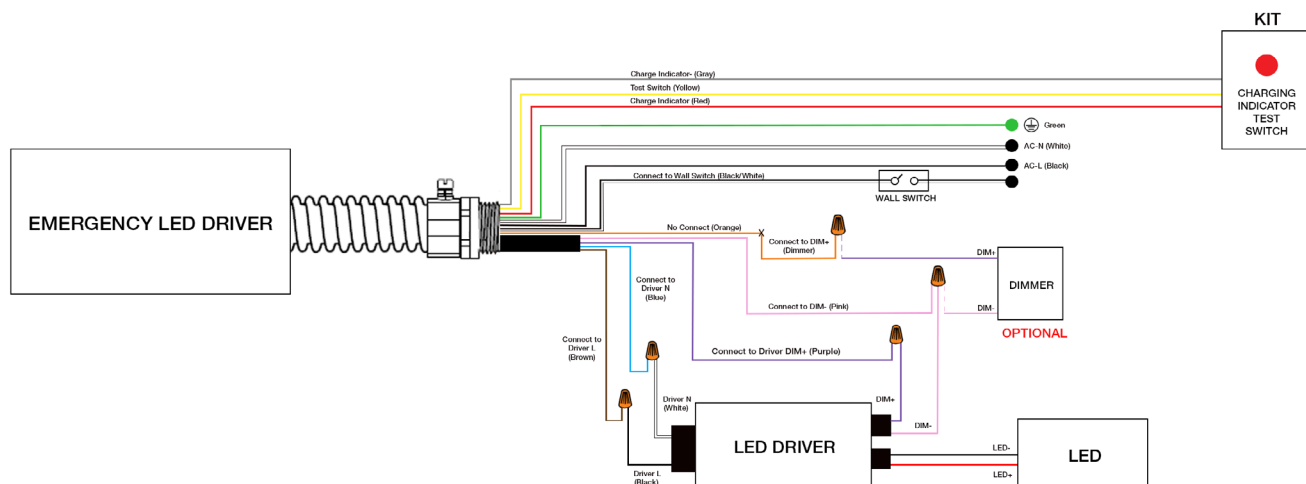 KIT
Charge Indicator- (Gray)
Test Switch (Yellow)
Charge Indicator (Red)
CHARGING
INDICATOR
TEST
SWITCH
Green
AC-N (White)
AC-L (Black)
Connect to Wall Switch (Black/White)
WALL SWITCH
EMERGENCY LED DRIVER
No Connect (Orange)
X
Connect to DIM+
(Dimmer)
DIM+
DIMMER
DIM-
OPTIONAL
Connect to
Driver N
(Blue)
Connect to DIM- (Pink)
Connect to
Driver L
(Brown)
Connect to Driver DIM+ (Purple)
Driver N
(White)
DIM+
DIM-
LED DRIVER
LED-
LED
LED+
Driver L
(Black)